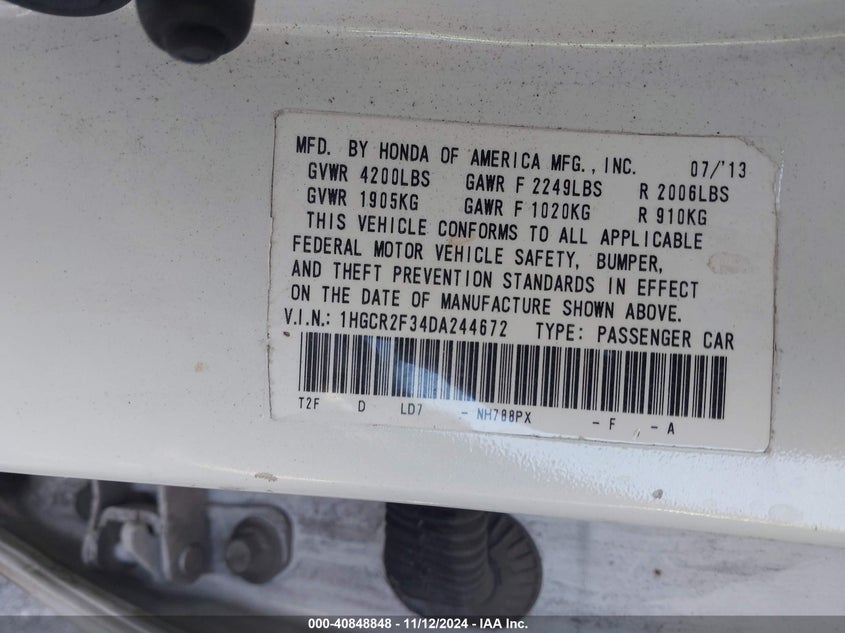 MFD. BY HONDA OF AMERICA MFG., INC. 07/'13
GVWR 4200LBS GAWR F 2249LBS R 2006LBS
GVWR 1905KG GAWR F 1020KG R 910KG
THIS VEHICLE CONFORMS TO ALL APPLICABLE
FEDERAL MOTOR VEHICLE SAFETY, BUMPER,
AND THEFT PREVENTION STANDARDS IN EFFECT
ON THE DATE OF MANUFACTURE SHOWN ABOVE.
V.I.N.: 1HGCR2F34DA244672 TYPE: PASSENGER CAR
T2F D LD7 - NH788PX - F - A
000-40848848 - 11/12/2024 - IAA Inc.